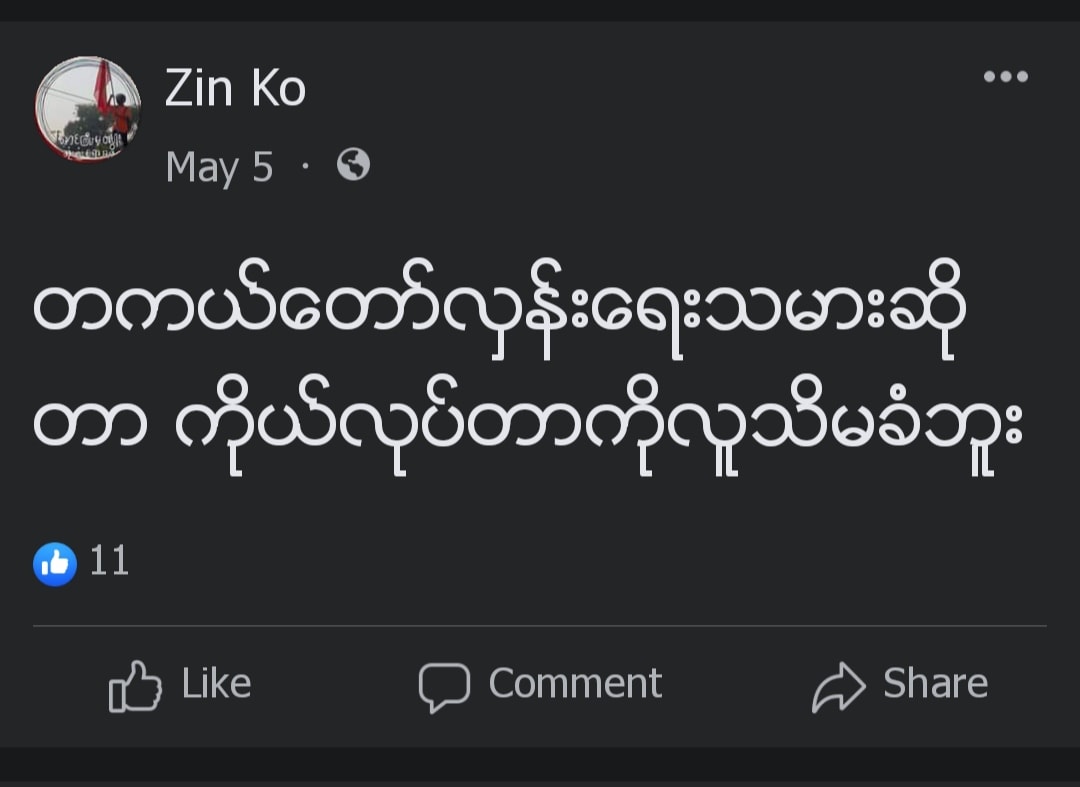 Zin Ko
May 5 ·
တကယ်တော်လှန်းရေးသမားဆို
တာ ကိုယ်လုပ်တာကိုလူသိမခံဘူး
11
Like Comment Share